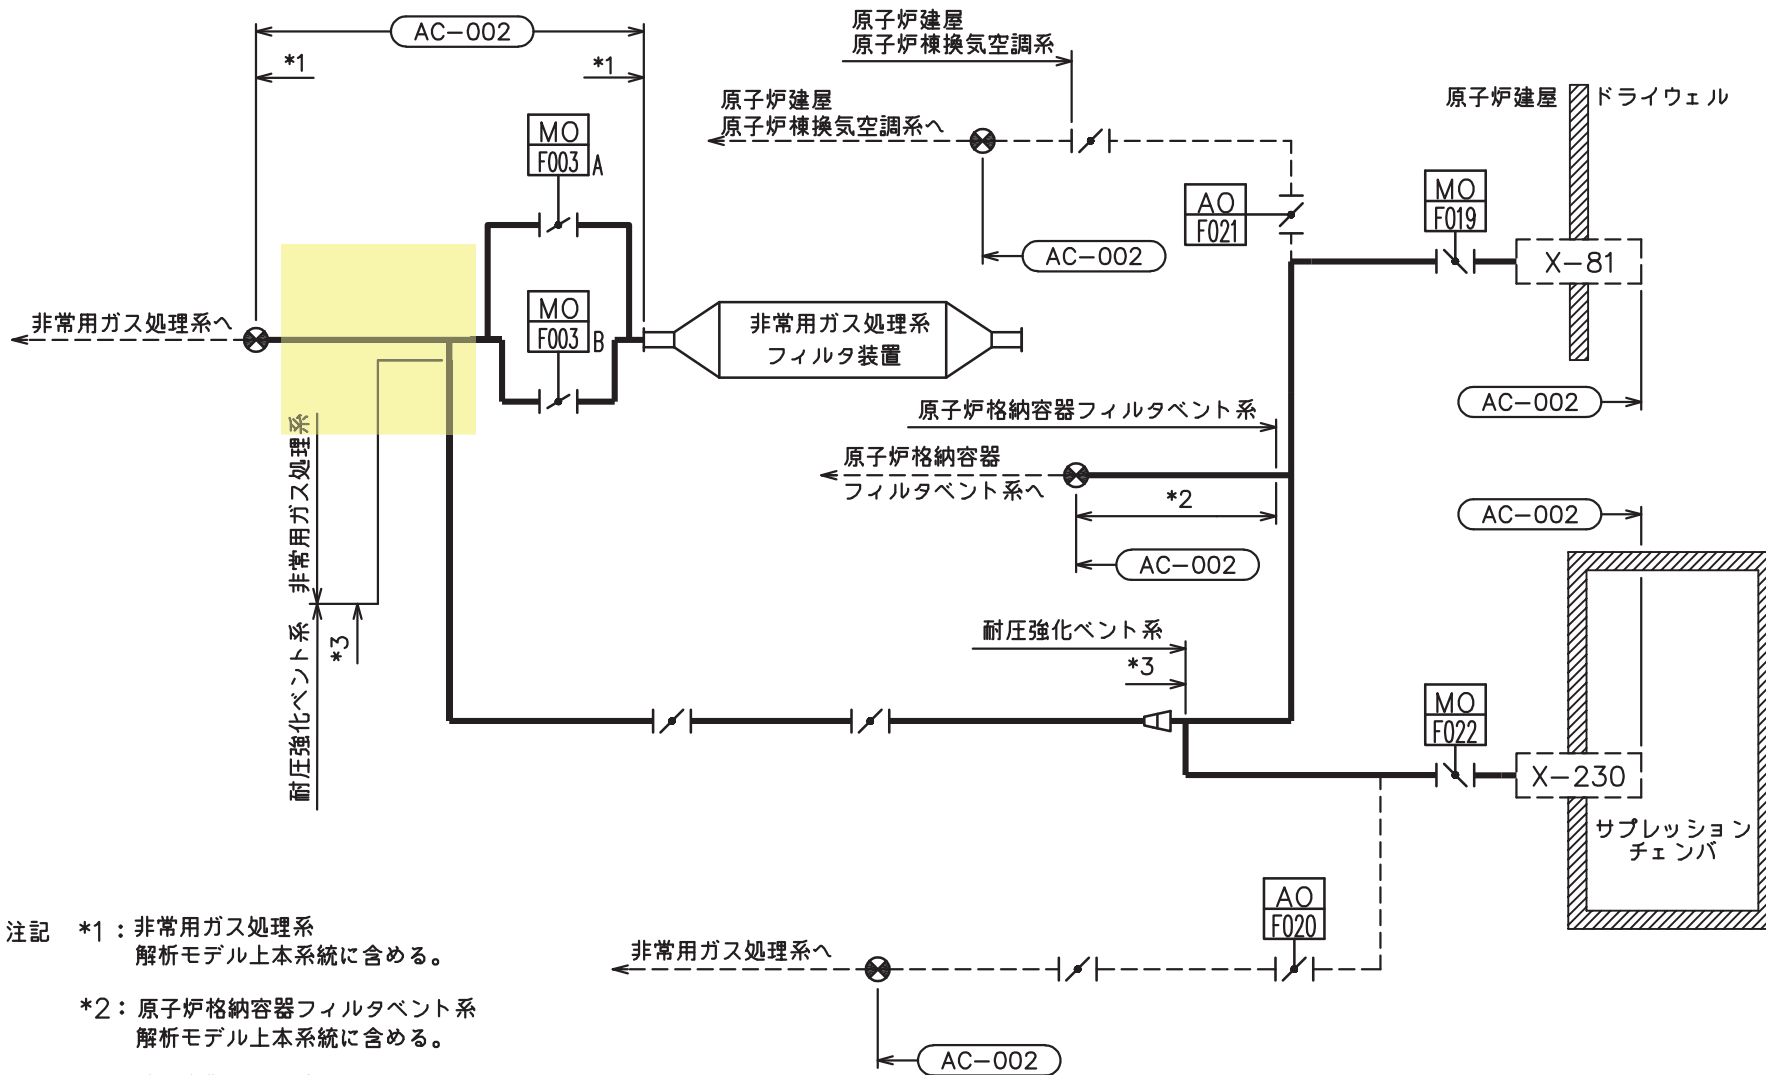 AC-002
*1
*1
原子炉建屋
原子炉棟換気空調系
原子炉建屋
原子炉棟換気空調系へ
原子炉建屋
ドライウェル
MO
F003 A
AO
F021
MO
F019
AC-002
X-81
非常用ガス処理系へ
MO
F003 B
非常用ガス処理系
フィルタ装置
AC-002
原子炉格納容器フィルタベント系
原子炉格納容器
フィルタベント系へ
*2
AC-002
AC-002
非常用ガス処理系
耐圧強化ベント系
*3
耐圧強化ベント系
*3
MO
F022
X-230
サプレッション
チェンバ
AO
F020
非常用ガス処理系へ
AC-002
注記 *1：非常用ガス処理系
解析モデル上本系統に含める。
*2：原子炉格納容器フィルタベント系
解析モデル上本系統に含める。